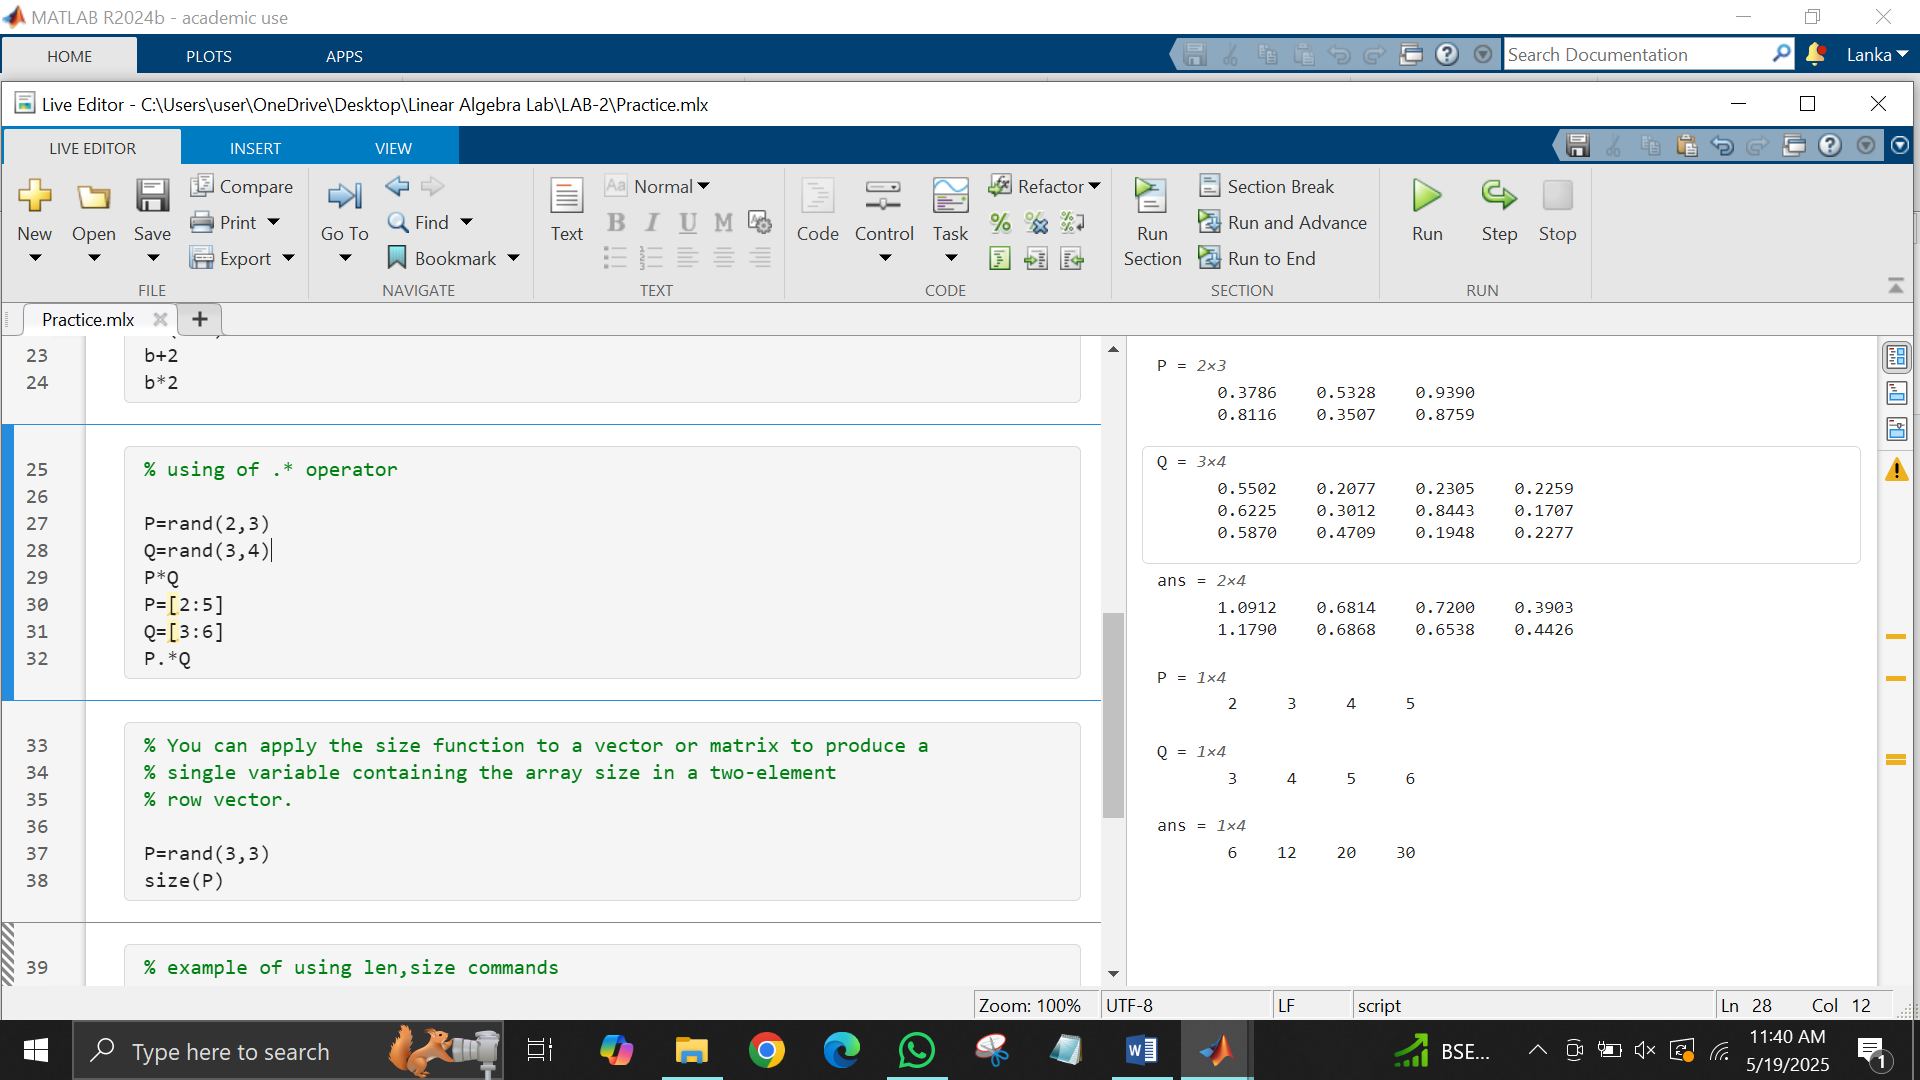 MATLAB R2024b - academic use
HOME PLOTS APPS Search Documentation Lanka
Live Editor - C:\Users\user\OneDrive\Desktop\Linear Algebra Lab\LAB-2\Practice.mlx
LIVE EDITOR INSERT VIEW
New Open Save Compare Print Export
FILE
Go To Find Bookmark
NAVIGATE
Text Aa Normal B I U M
TEXT
Code Control Task Refactor
CODE
Run Section Section Break Run and Advance Run to End
SECTION
Run Step Stop
RUN
Practice.mlx
23 b+2
24 b*2
25 % using of .* operator
26
27 P=rand(2,3)
28 Q=rand(3,4)
29 P*Q
30 P=[2:5]
31 Q=[3:6]
32 P.*Q
33 % You can apply the size function to a vector or matrix to produce a
34 % single variable containing the array size in a two-element
35 % row vector.
36
37 P=rand(3,3)
38 size(P)
39 % example of using len,size commands
P = 2×3
0.3786 0.5328 0.9390
0.8116 0.3507 0.8759
Q = 3×4
0.5502 0.2077 0.2305 0.2259
0.6225 0.3012 0.8443 0.1707
0.5870 0.4709 0.1948 0.2277
ans = 2×4
1.0912 0.6814 0.7200 0.3903
1.1790 0.6868 0.6538 0.4426
P = 1×4
2 3 4 5
Q = 1×4
3 4 5 6
ans = 1×4
6 12 20 30
Zoom: 100% UTF-8 LF script Ln 28 Col 12
Type here to search BSE... 11:40 AM
5/19/2025 1